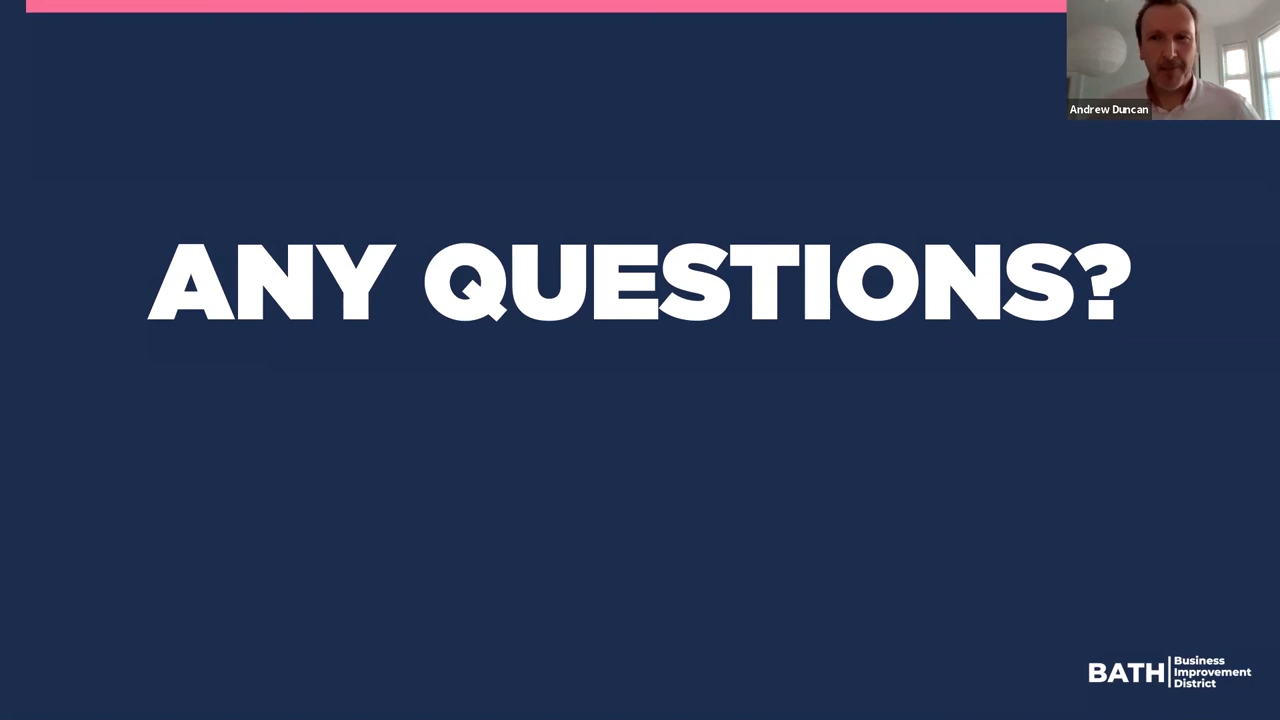 Andrew Duncan
ANY QUESTIONS?
BATH
Business
Improvement
District